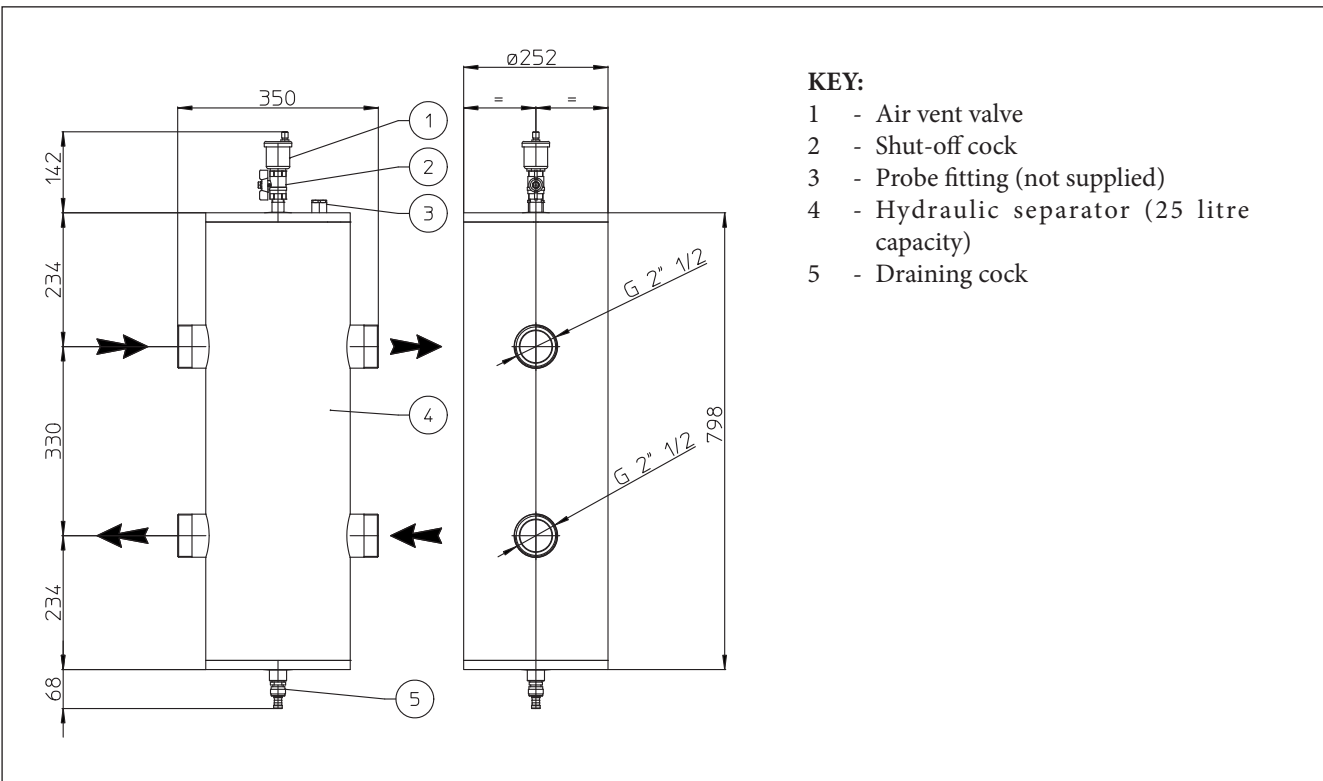 ø252
350
=
=
KEY:
1 - Air vent valve
2 - Shut-off cock
3 - Probe fitting (not supplied)
4 - Hydraulic separator (25 litre
capacity)
5 - Draining cock
1
142
2
3
234
G 2" 1/2
4
798
330
G 2" 1/2
234
68
5